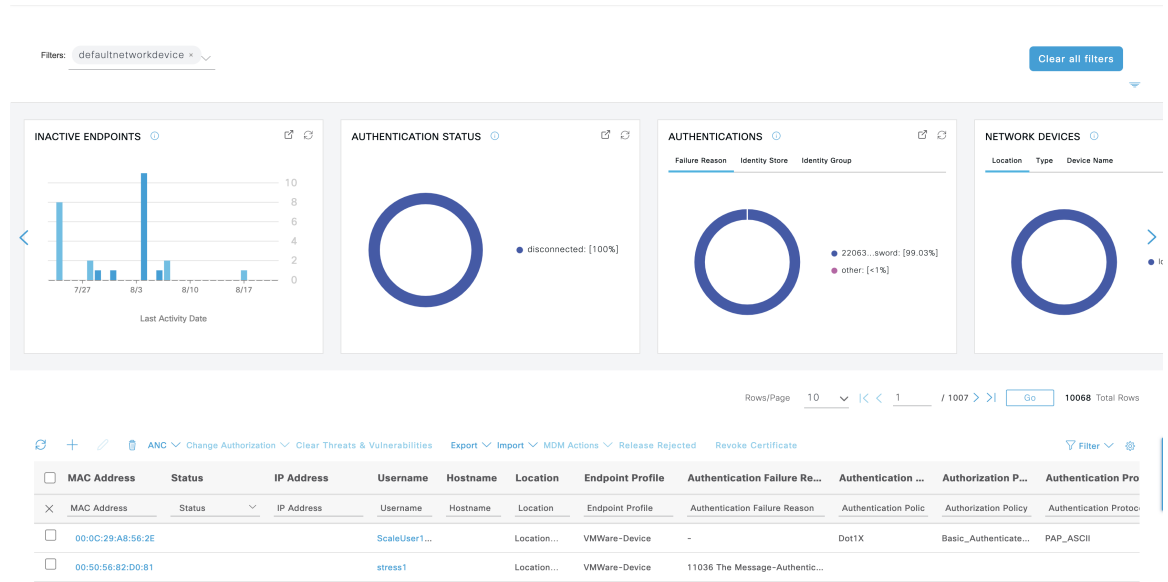 Filters: defaultnetworkdevice ×
Clear all filters
INACTIVE ENDPOINTS
10
8
6
4
2
0
7/27 8/3 8/10 8/17
Last Activity Date
AUTHENTICATION STATUS
disconnected: [100%]
AUTHENTICATIONS
Failure Reason Identity Store Identity Group
22063...sword: [99.03%]
other: [<1%]
NETWORK DEVICES
Location Type Device Name
Rows/Page 10 1 / 1007 Go 10068 Total Rows
ANC Change Authorization Clear Threats & Vulnerabilities Export Import MDM Actions Release Rejected Revoke Certificate Filter
MAC Address Status IP Address Username Hostname Location Endpoint Profile Authentication Failure Re... Authentication ... Authorization P... Authentication Pro
MAC Address Status IP Address Username Hostname Location Endpoint Profile Authentication Failure Reason Authentication Polic Authorization Policy Authentication Protoco
00:0C:29:A8:56:2E ScaleUser1... Location... VMWare-Device - Dot1X Basic_Authenticate... PAP_ASCII
00:50:56:82:D0:81 stress1 Location... VMWare-Device 11036 The Message-Authentic...